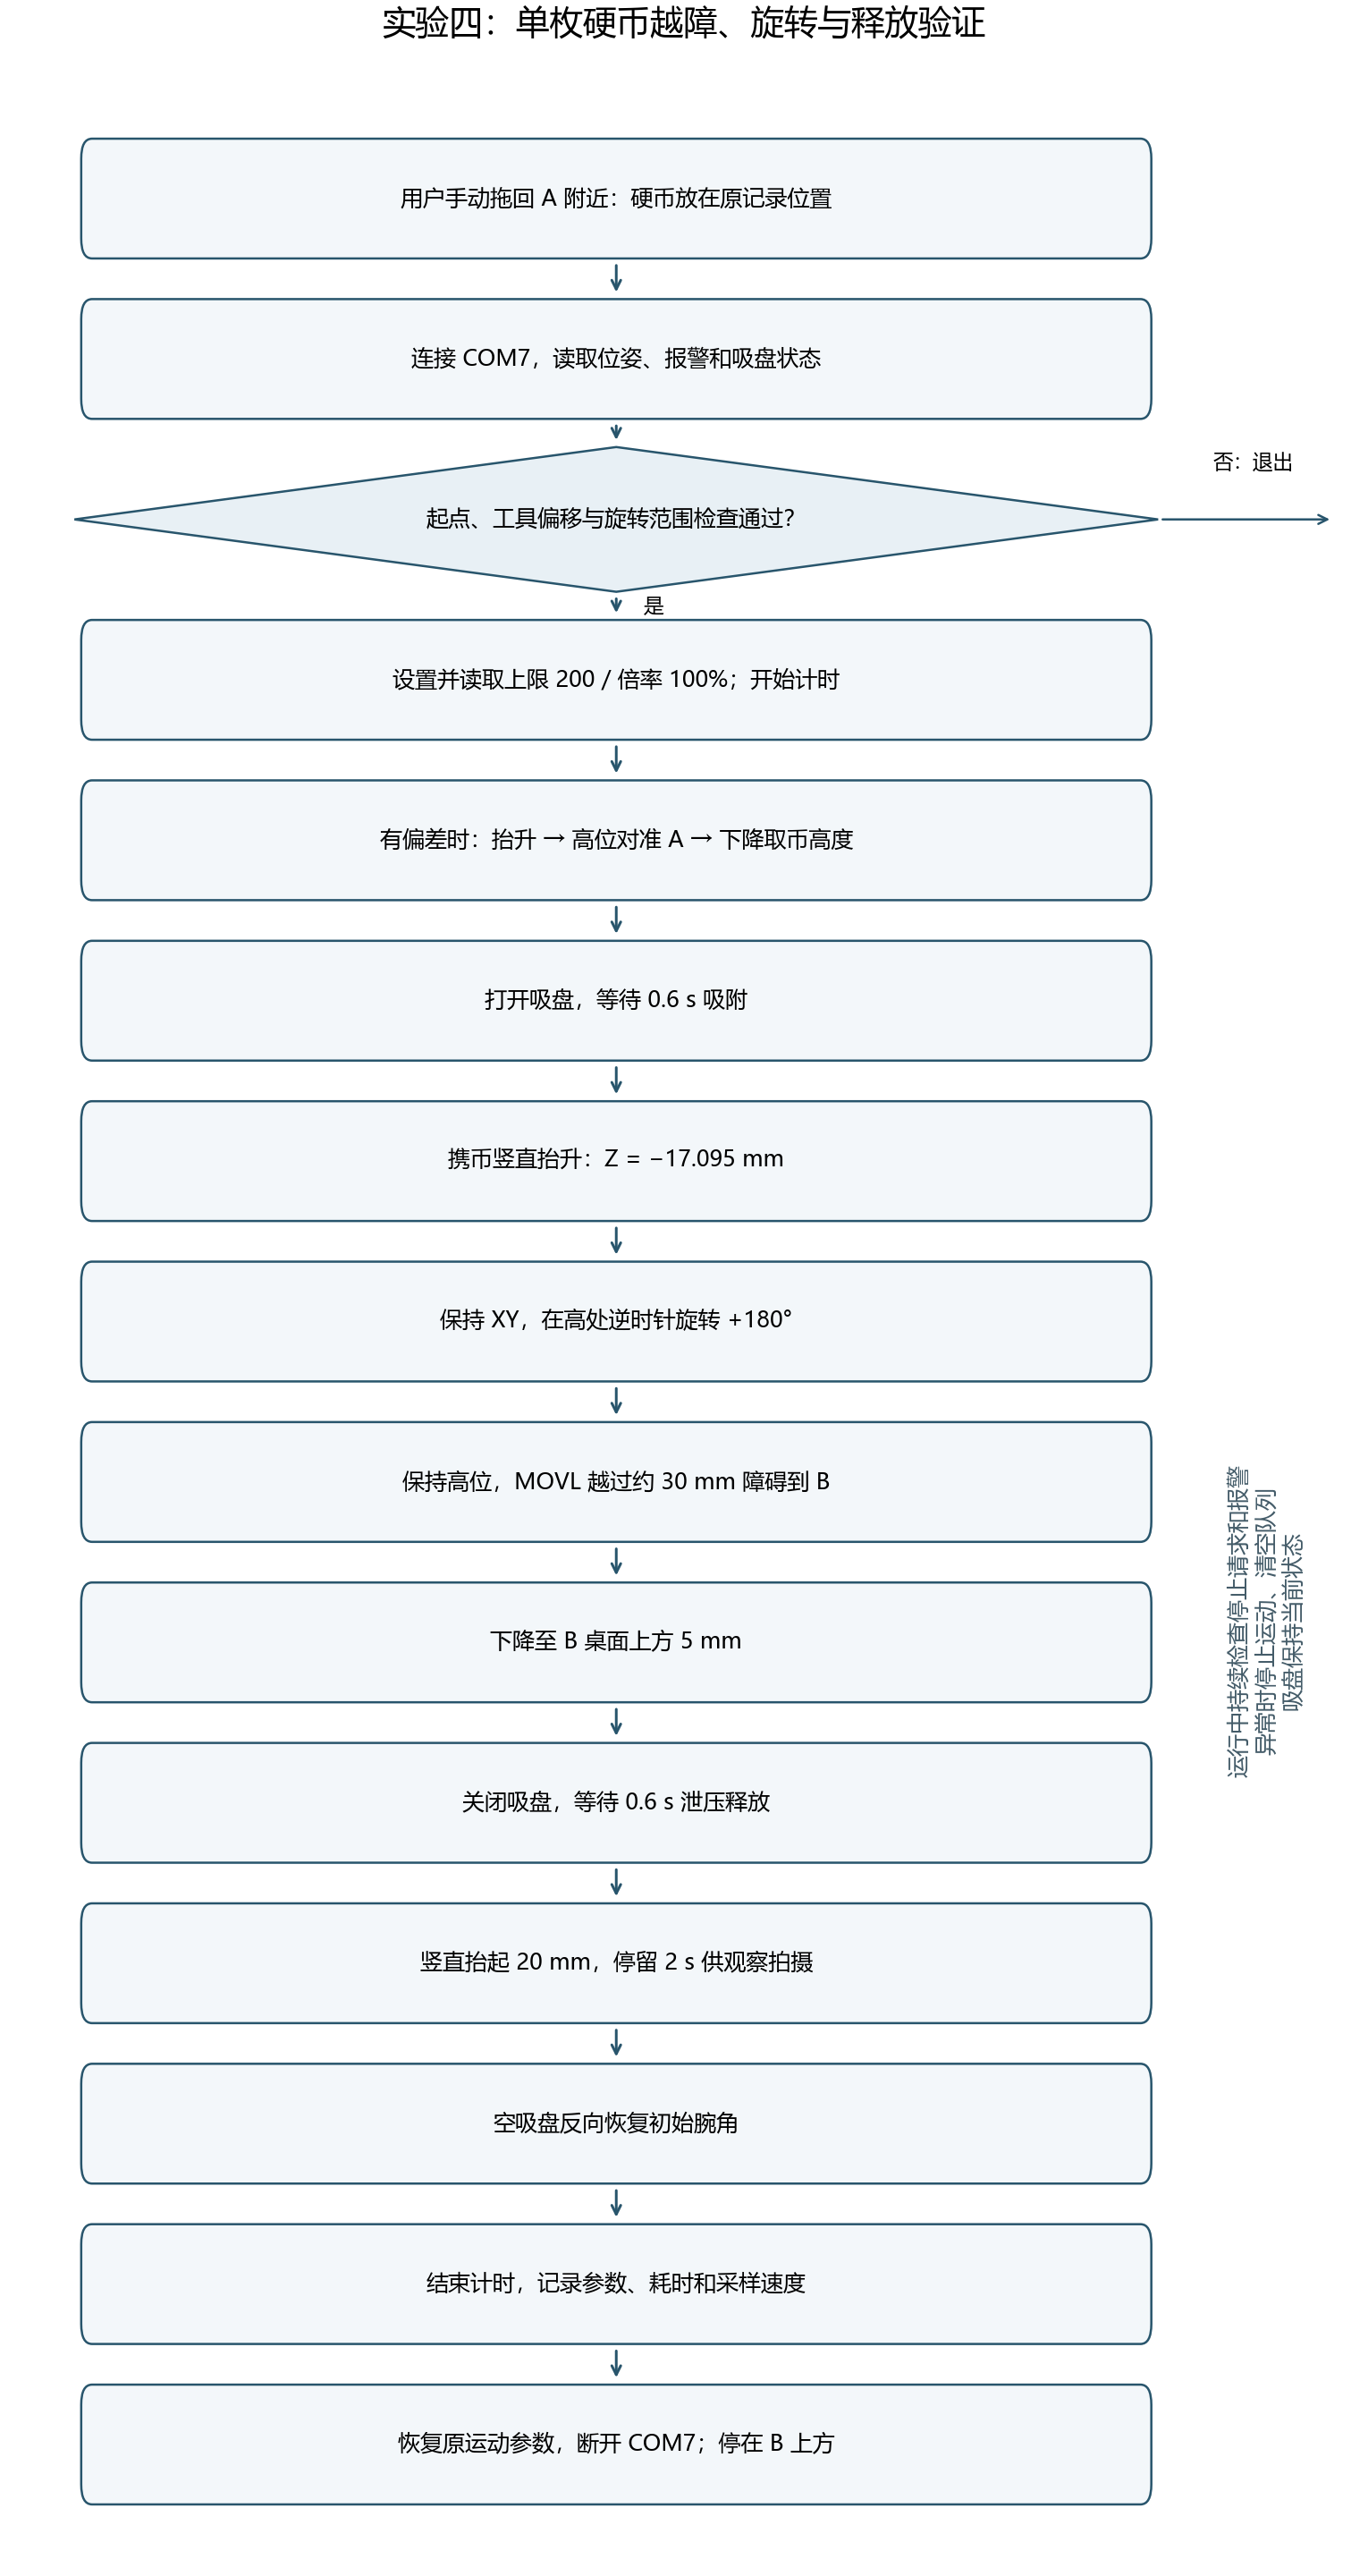 实验四：单枚硬币越障、旋转与释放验证
用户手动拖回 A 附近：硬币放在原记录位置
连接 COM7，读取位姿、报警和吸盘状态
否：退出
起点、工具偏移与旋转范围检查通过？
是
设置并读取上限 200 / 倍率 100%；开始计时
有偏差时：抬升 → 高位对准 A → 下降取币高度
打开吸盘，等待 0.6 s 吸附
携币竖直抬升：Z = −17.095 mm
保持 XY，在高处逆时针旋转 +180°
保持高位，MOVL 越过约 30 mm 障碍到 B
运行中持续检查停止请求和报警
异常时停止运动、清空队列
吸盘保持当前状态
下降至 B 桌面上方 5 mm
关闭吸盘，等待 0.6 s 泄压释放
竖直抬起 20 mm，停留 2 s 供观察拍摄
空吸盘反向恢复初始腕角
结束计时，记录参数、耗时和采样速度
恢复原运动参数，断开 COM7；停在 B 上方